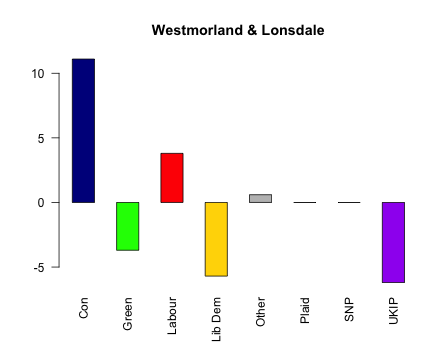 Westmorland & Lonsdale
10
5
0
-5
Con
Green
Labour
Lib Dem
Other
Plaid
SNP
UKIP